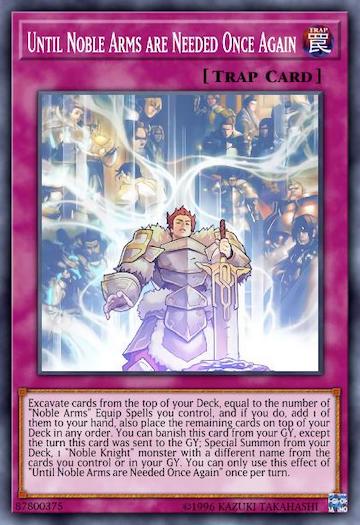 UNTIL NOBLE ARMS ARE NEEDED ONCE AGAIN
TRAP
罠
[TRAP CARD]
Excavate cards from the top of your Deck, equal to the number of
"Noble Arms" Equip Spells you control, and if you do, add 1 of
them to your hand, also place the remaining cards on top of your
Deck in any order. You can banish this card from your GY, except
the turn this card was sent to the GY; Special Summon from your
Deck, 1 "Noble Knight" monster with a different name from the
cards you control or in your GY. You can only use this effect of
"Until Noble Arms are Needed Once Again" once per turn.
87800375
©1996 KAZUKI TAKAHASHI